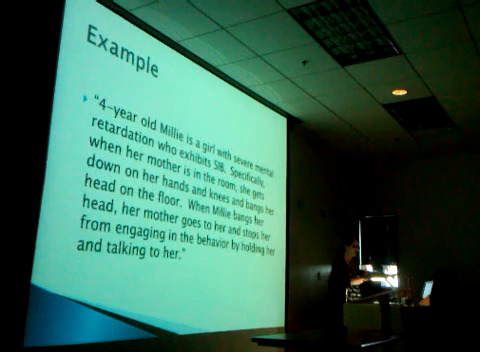 Example
"4-year old Millie is a girl with severe mental
retardation who exhibits SIB. Specifically,
when her mother is in the room, she gets
down on her hands and knees and bangs her
head on the floor. When Millie bangs her
head, her mother goes to her and stops her
from engaging in the behavior by holding her
and talking to her."